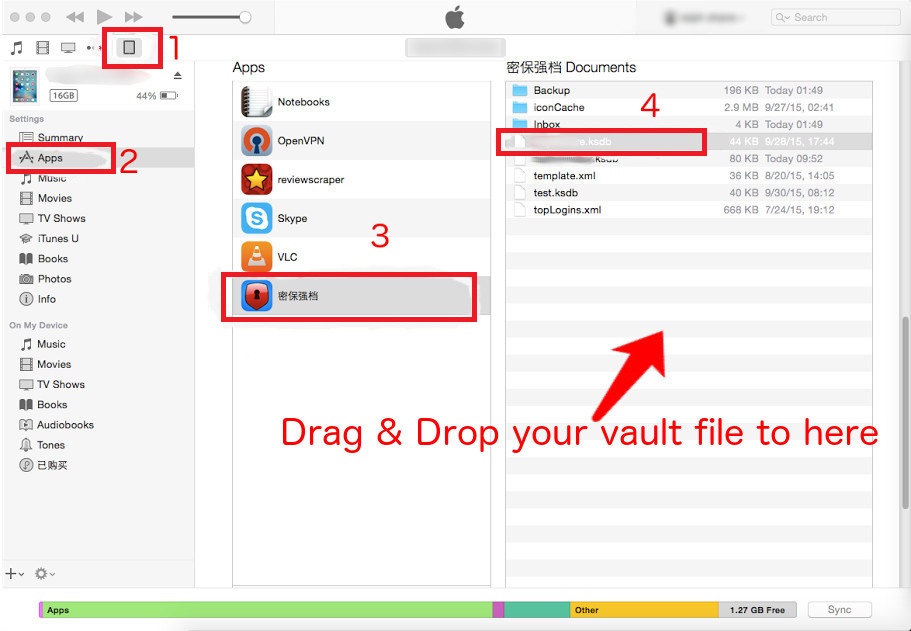 Search
1
16GB
44%
Settings
Summary
Apps
2
Music
Movies
TV Shows
iTunes U
Books
Photos
Info
On My Device
Music
Movies
TV Shows
Books
Audiobooks
Tones
已购买
Apps
Notebooks
OpenVPN
reviewscraper
Skype
3
VLC
密保强档
密保强档 Documents
Backup 196 KB Today 01:49
iconCache 2.9 MB 9/27/15, 02:41
4
Inbox 4 KB Today 01:49
.ksdb 44 KB 9/28/15, 17:44
.ksdb 80 KB Today 09:52
template.xml 36 KB 8/20/15, 14:05
test.ksdb 40 KB 9/30/15, 08:12
topLogins.xml 668 KB 7/24/15, 19:12
Drag & Drop your vault file to here
Apps
Other
1.27 GB Free
Sync